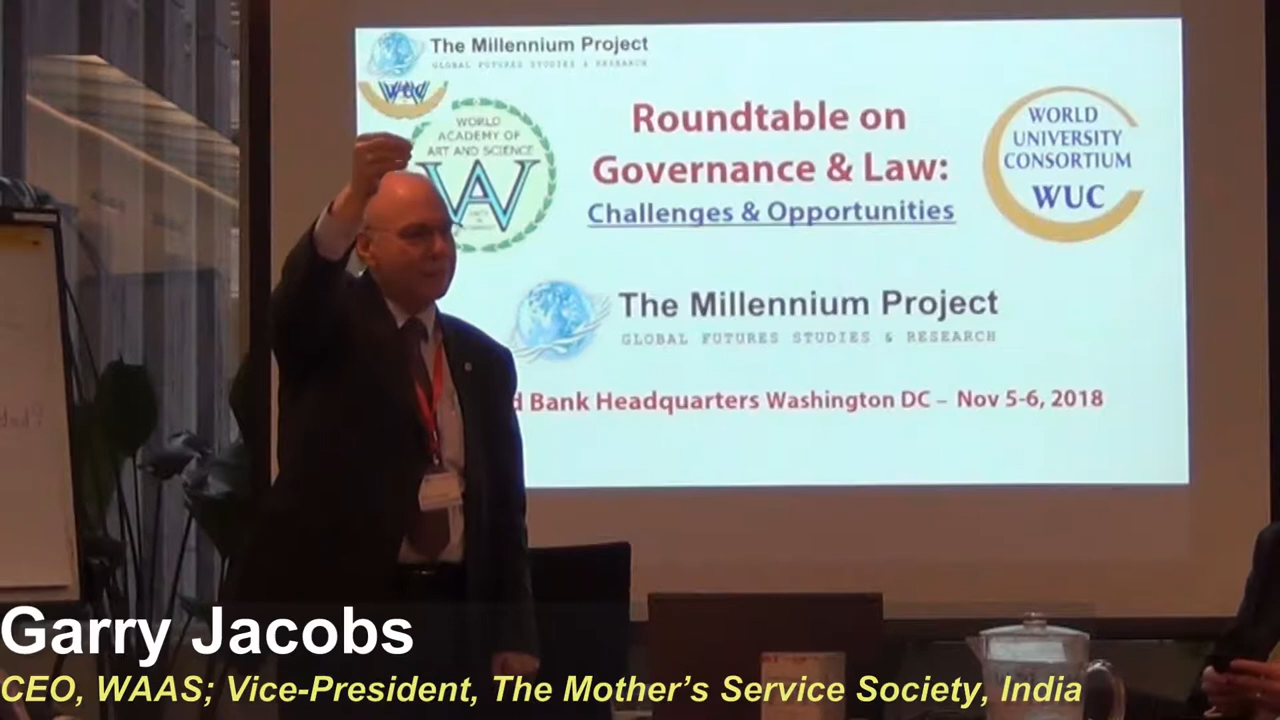 The Millennium Project
GLOBAL FUTURES STUDIES & RESEARCH
WUC
WORLD
ACADEMY OF
ART AND SCIENCE
WA
Roundtable on
Governance & Law:
Challenges & Opportunities
WORLD
UNIVERSITY
CONSORTIUM
WUC
The Millennium Project
GLOBAL FUTURES STUDIES & RESEARCH
d Bank Headquarters Washington DC – Nov 5-6, 2018
Garry Jacobs
CEO, WAAS; Vice-President, The Mother's Service Society, India